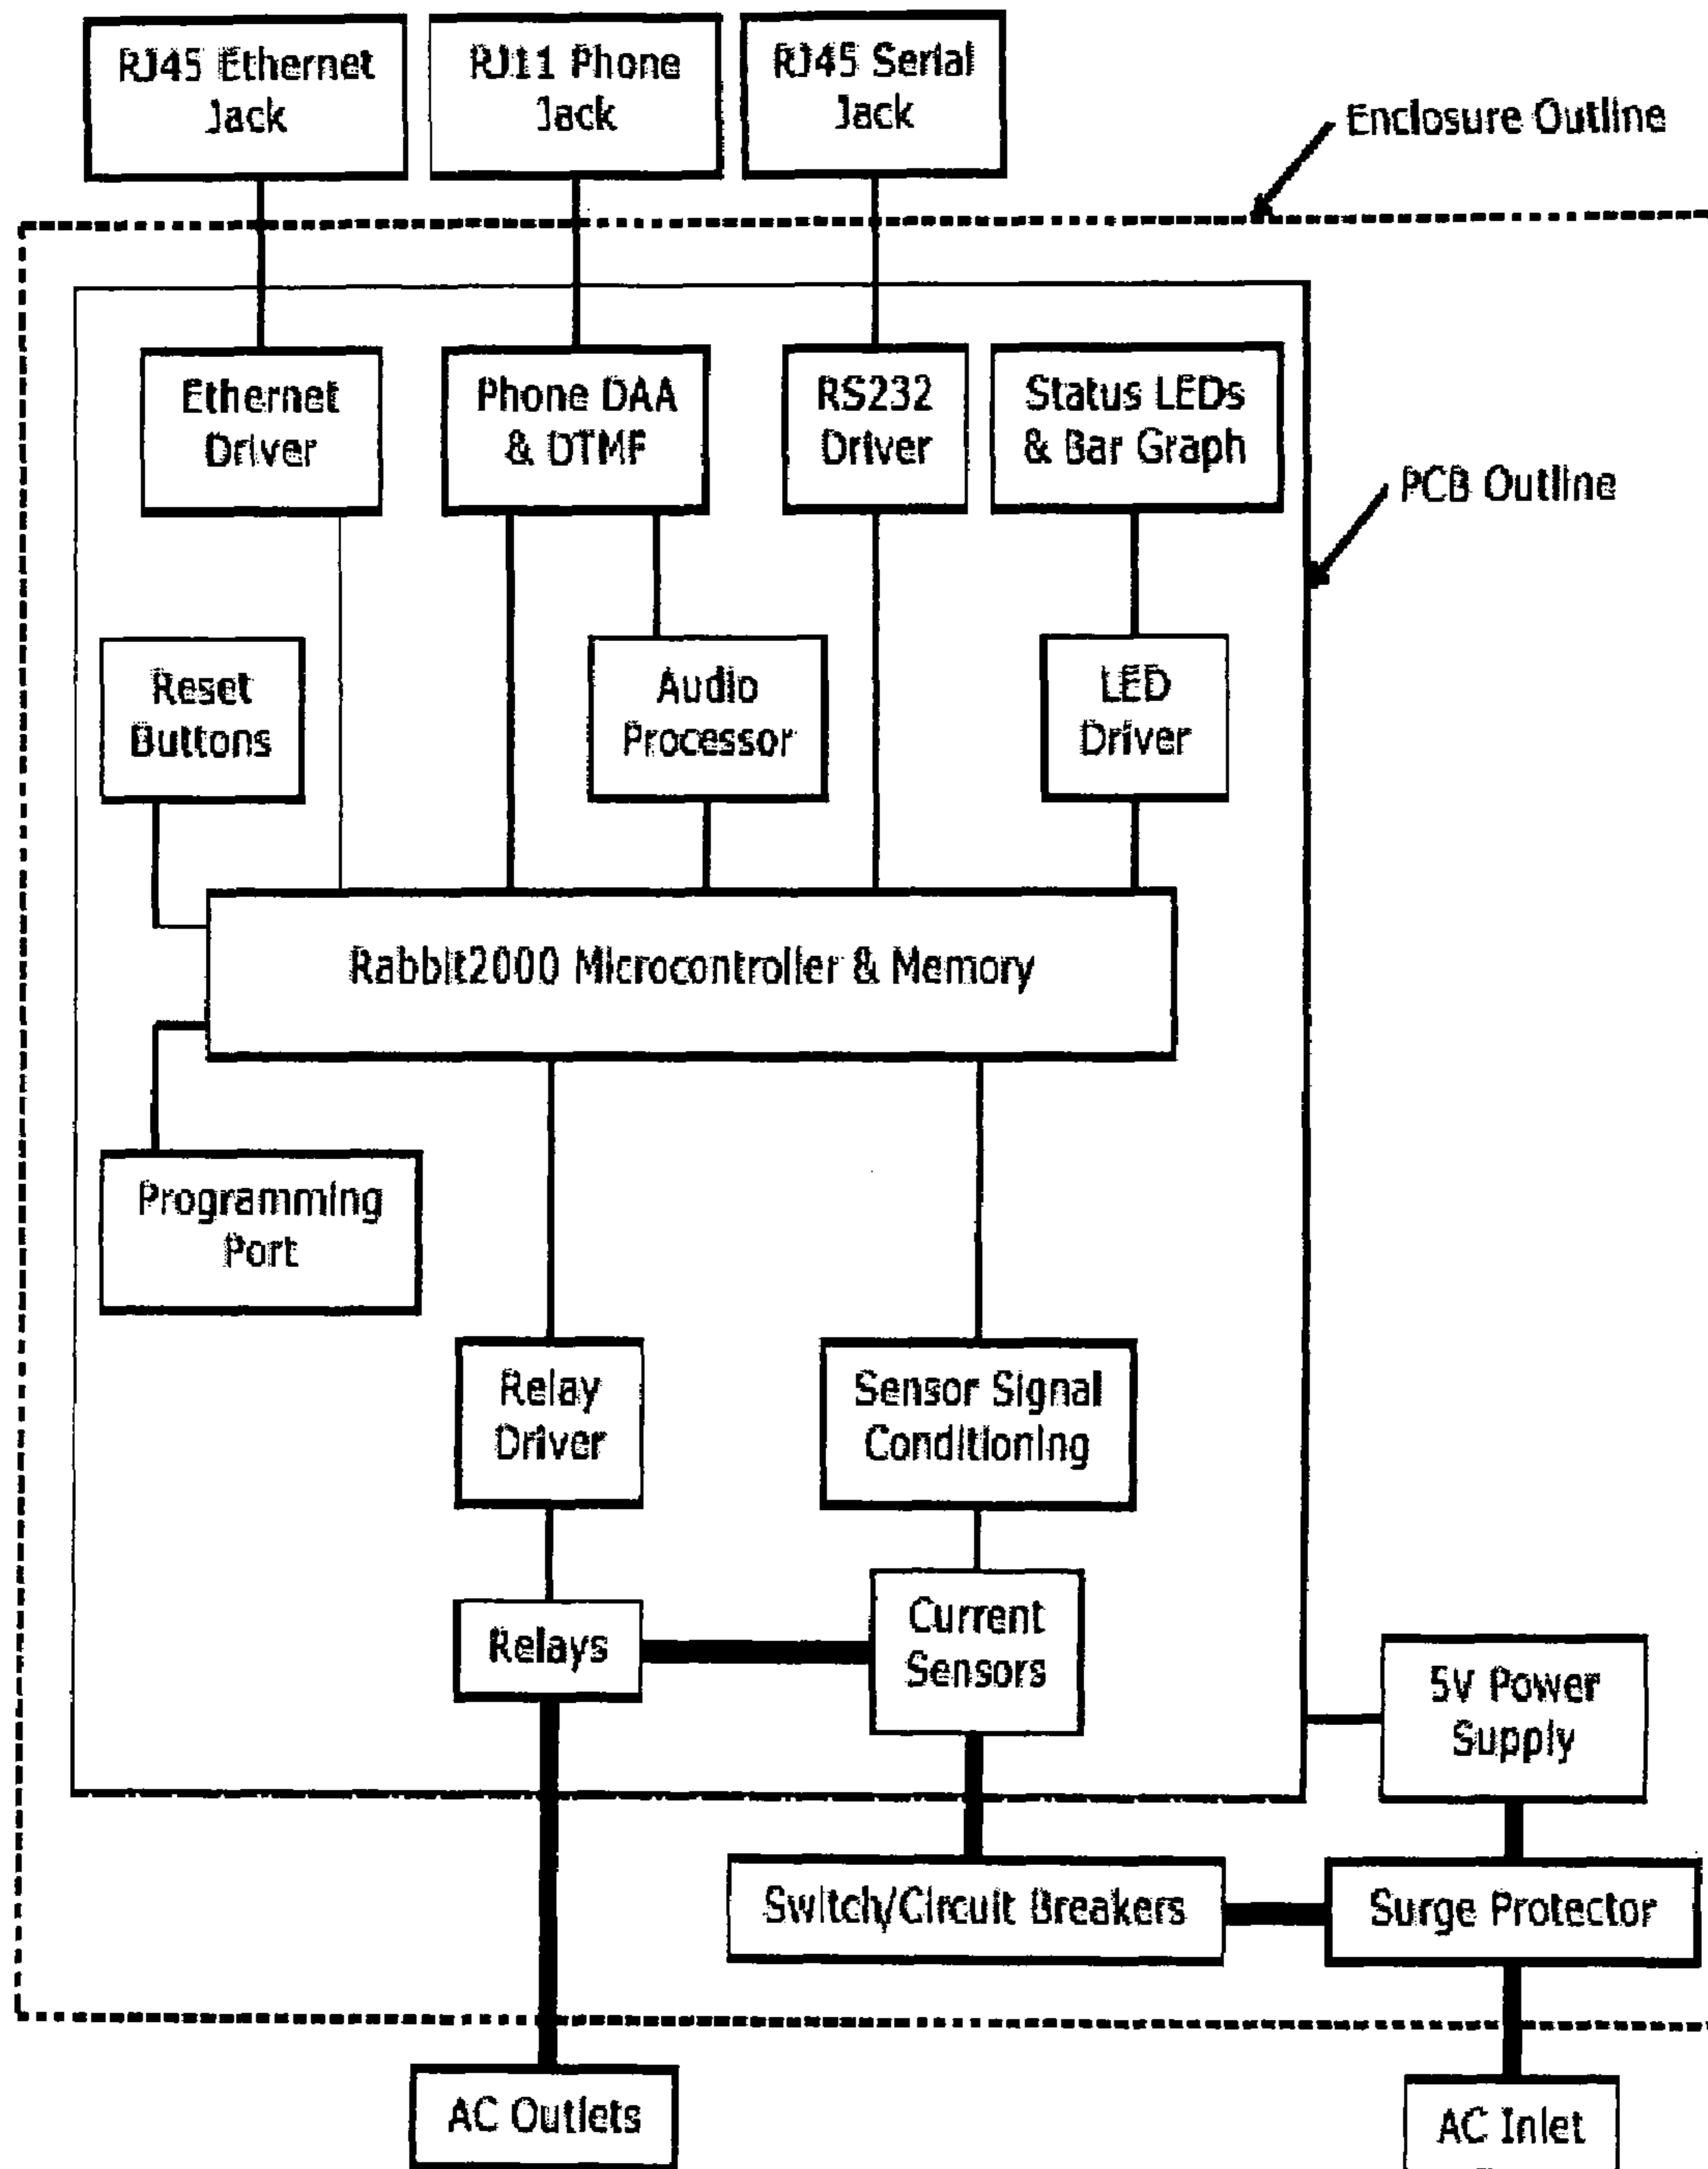 RJ45 Ethernet
Jack
RJ11 Phone
Jack
RJ45 Serial
Jack
Enclosure Outline
Ethernet
Driver
Phone DAA
& DTMF
RS232
Driver
Status LEDs
& Bar Graph
PCB Outline
Reset
Buttons
Audio
Processor
LED
Driver
Rabbit2000 Microcontroller & Memory
Programming
Port
Relay
Driver
Sensor Signal
Conditioning
Relays
Current
Sensors
5V Power
Supply
Switch/Circuit Breakers
Surge Protector
AC Outlets
AC Inlet